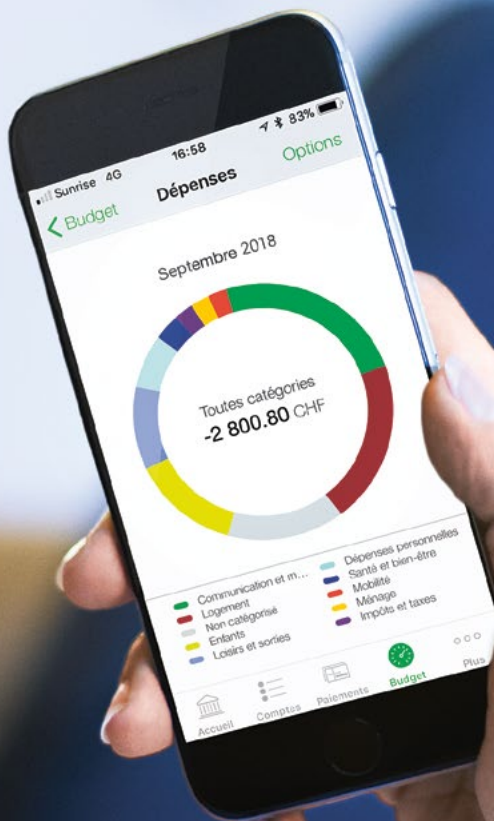 Sunrise 4G 16:58 83%
Budget Dépenses Options
Septembre 2018
Toutes catégories
-2 800.80 CHF
Communication et m...
Logement
Non catégorisé
Enfants
Loisirs et sorties
Dépenses personnelles
Santé et bien-être
Mobilité
Ménage
Impôts et taxes
Accueil Comptes Paiements Budget Plus